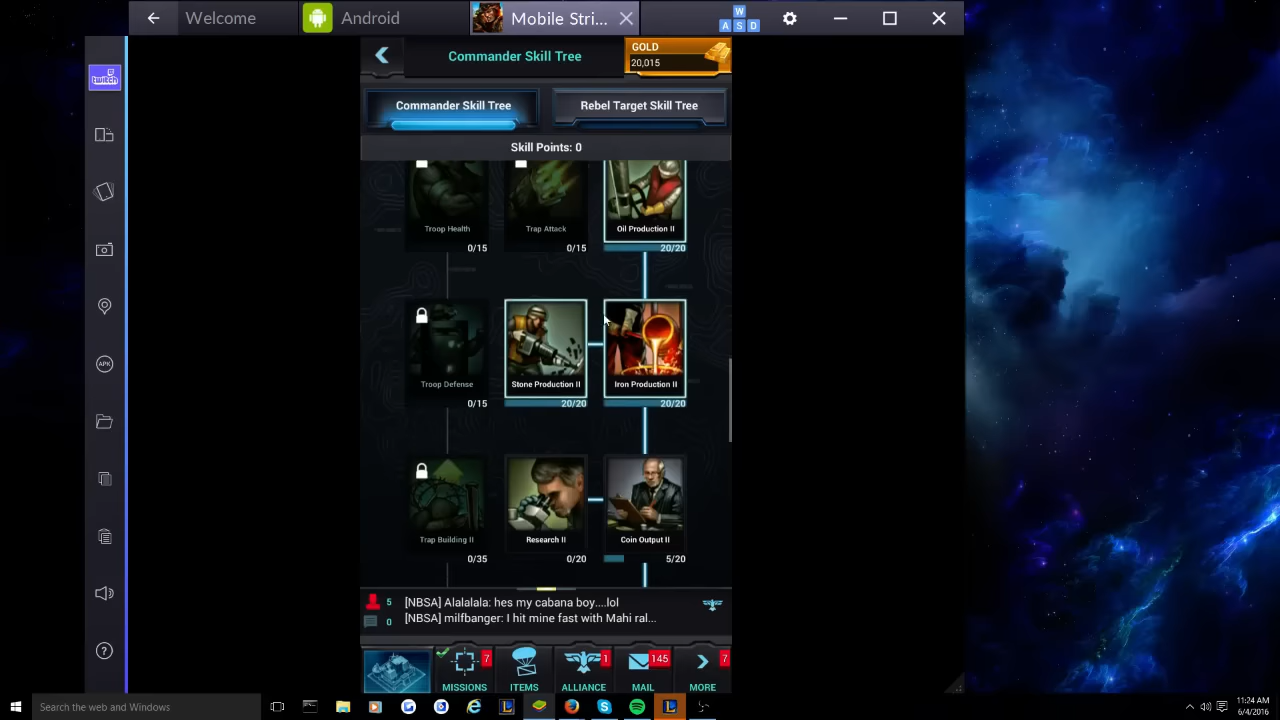 Welcome
Android
Mobile Stri...
W
A S D
twitch
Commander Skill Tree
GOLD
20,015
Commander Skill Tree
Rebel Target Skill Tree
Skill Points: 0
Troop Health
Trap Attack
Oil Production II
0/15
0/15
20/20
Troop Defense
Stone Production II
Iron Production II
0/15
20/20
20/20
Trap Building II
Research II
Coin Output II
0/35
0/20
5/20
APK
5
[NBSA] Alalalala: hes my cabana boy....lol
0
[NBSA] milfbanger: I hit mine fast with Mahi ral...
7
1
145
7
MISSIONS
ITEMS
ALLIANCE
MAIL
MORE
Search the web and Windows
11:24 AM
6/4/2016